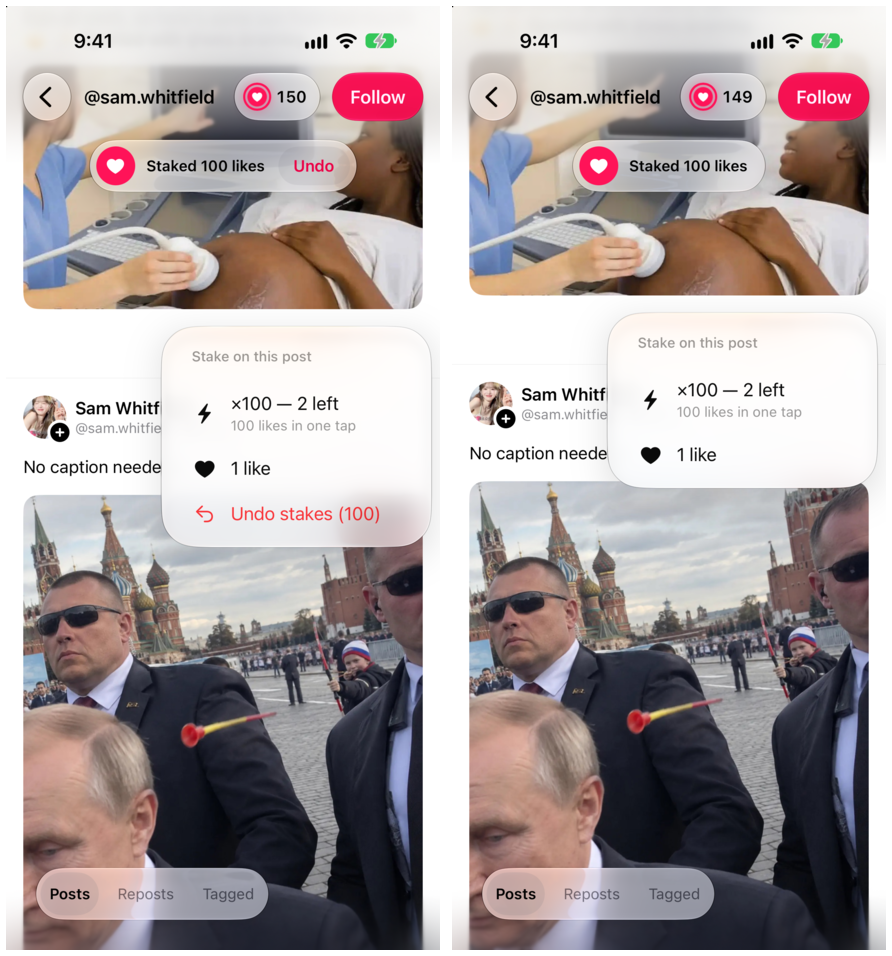 9:41
@sam.whitfield
150
Follow
Staked 100 likes
Undo
Stake on this post
×100 — 2 left
100 likes in one tap
1 like
Undo stakes (100)
Sam Whitf
@sam.whitfie
No caption neede
Posts
Reposts
Tagged
9:41
@sam.whitfield
149
Follow
Staked 100 likes
Stake on this post
×100 — 2 left
100 likes in one tap
1 like
Sam Whitf
@sam.whitfie
No caption neede
Posts
Reposts
Tagged